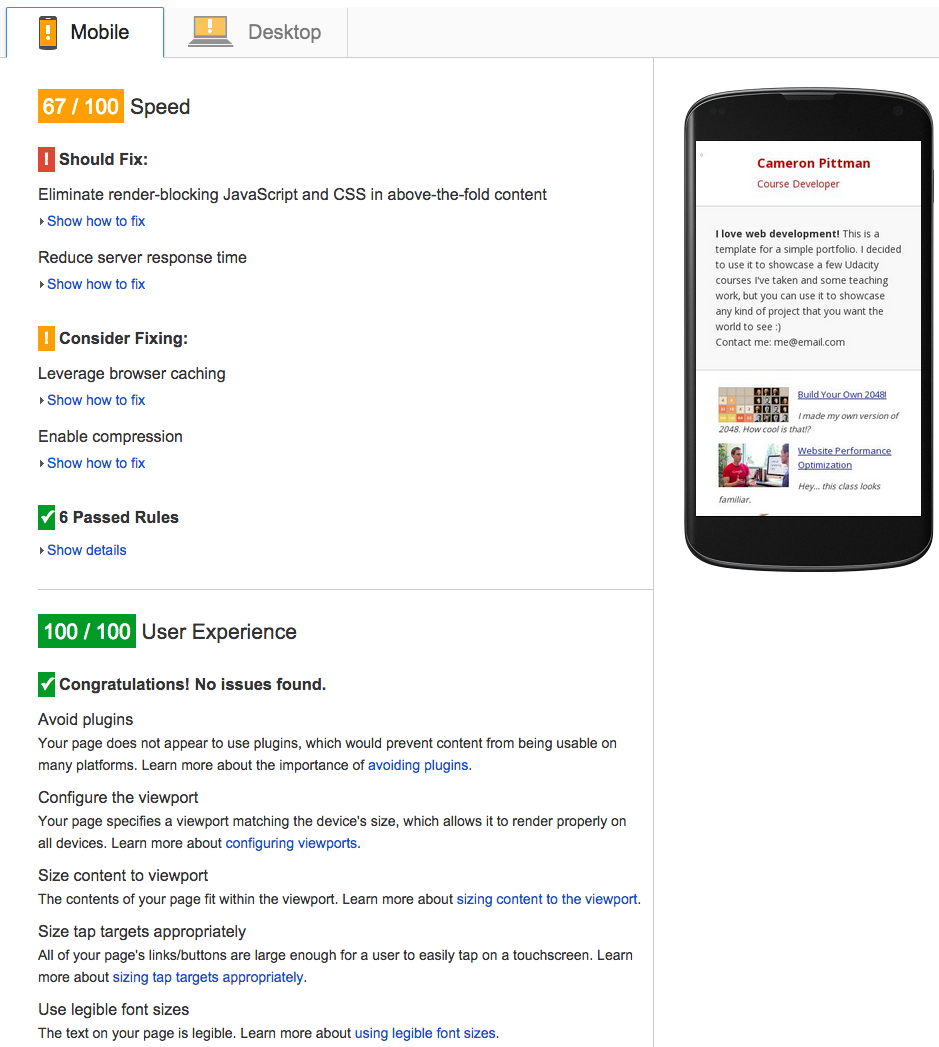 Mobile
Desktop
67 / 100 Speed
! Should Fix:
Eliminate render-blocking JavaScript and CSS in above-the-fold content
Show how to fix
Reduce server response time
Show how to fix
! Consider Fixing:
Leverage browser caching
Show how to fix
Enable compression
Show how to fix
✔ 6 Passed Rules
Show details
100 / 100 User Experience
✔ Congratulations! No issues found.
Avoid plugins
Your page does not appear to use plugins, which would prevent content from being usable on
many platforms. Learn more about the importance of avoiding plugins.
Configure the viewport
Your page specifies a viewport matching the device's size, which allows it to render properly on
all devices. Learn more about configuring viewports.
Size content to viewport
The contents of your page fit within the viewport. Learn more about sizing content to the viewport.
Size tap targets appropriately
All of your page's links/buttons are large enough for a user to easily tap on a touchscreen. Learn
more about sizing tap targets appropriately.
Use legible font sizes
The text on your page is legible. Learn more about using legible font sizes.
Cameron Pittman
Course Developer
I love web development! This is a
template for a simple portfolio. I decided
to use it to showcase a few Udacity
courses I've taken and some teaching
work, but you can use it to showcase
any kind of project that you want the
world to see :)
Contact me: me@email.com
Build Your Own 2048!
I made my own version of
2048. How cool is that!?
Website Performance
Optimization
Hey... this class looks
familiar.